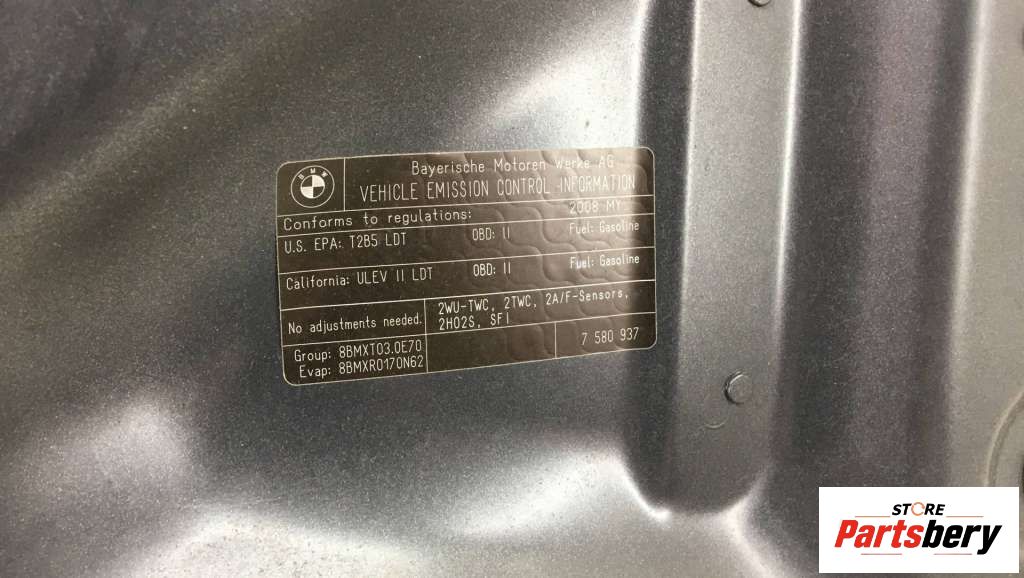 BMW
Bayerische Motoren Werke AG
VEHICLE EMISSION CONTROL INFORMATION
Conforms to regulations: 2008 MY
U.S. EPA: T2B5 LDT OBD: II Fuel: Gasoline
California: ULEV II LDT OBD: II Fuel: Gasoline
No adjustments needed.
2WU-TWC, 2TWC, 2A/F-Sensors,
2HO2S, SFI
Group: 8BMXT03.0E70
Evap: 8BMXR0170N62
7 580 937
STORE
Partsbery